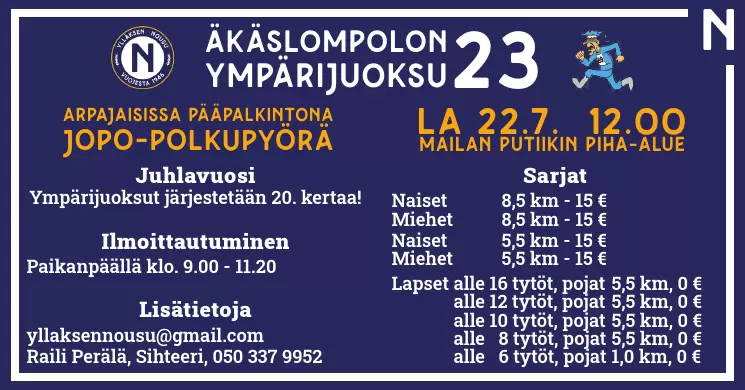 YLLÄKSEN NOUSU
N
VUODESTA 1946
ÄKÄSLOMPOLON
YMPÄRIJUOKSU 23
N
ARPAJAISISSA PÄÄPALKINTONA
JOPO-POLKUPYÖRÄ
LA 22.7. 12.00
MAILAN PUTIIKIN PIHA-ALUE
Juhlavuosi
Ympärijuoksut järjestetään 20. kertaa!
Ilmoittautuminen
Paikanpäällä klo. 9.00 - 11.20
Lisätietoja
yllaksennousu@gmail.com
Raili Perälä, Sihteeri, 050 337 9952
Sarjat
Naiset 8,5 km - 15 €
Miehet 8,5 km - 15 €
Naiset 5,5 km - 15 €
Miehet 5,5 km - 15 €
Lapset alle 16 tytöt, pojat 5,5 km, 0 €
alle 12 tytöt, pojat 5,5 km, 0 €
alle 10 tytöt, pojat 5,5 km, 0 €
alle 8 tytöt, pojat 5,5 km, 0 €
alle 6 tytöt, pojat 1,0 km, 0 €